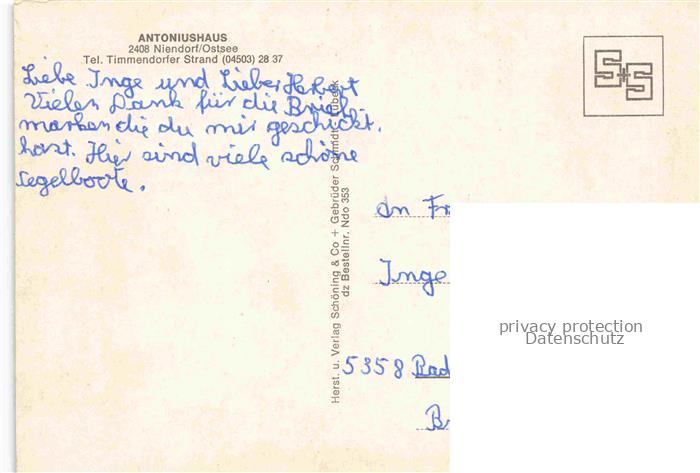 ANTONIUSHAUS
2408 Niendorf/Ostsee
Tel. Timmendorfer Strand (04503) 28 37
Liebe Inge und Lieber Herbert
Vielen Dank für die Brief
marken die du mir geschickt
hast. Hier sind viele schöne
segelboote.
Herst. u. Verlag Schöning & Co + Gebrüder Schmidt, Lübeck
dz Bestellnr. Ndo 353
S+S
An Fr
Inge
5358 Bad
privacy protection
Datenschutz